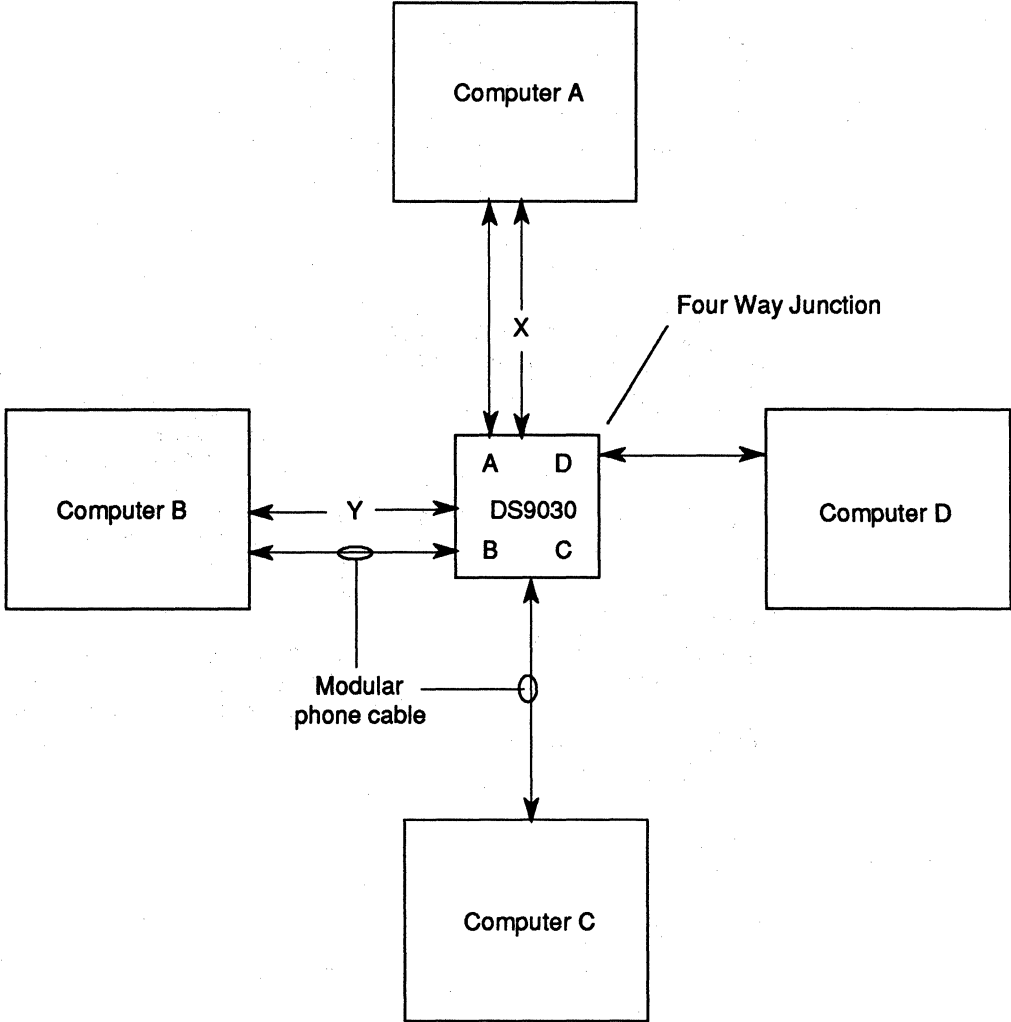 Computer A
Four Way Junction
X
A D
Computer B
Y
DS9030
Computer D
B C
Modular
phone cable
Computer C